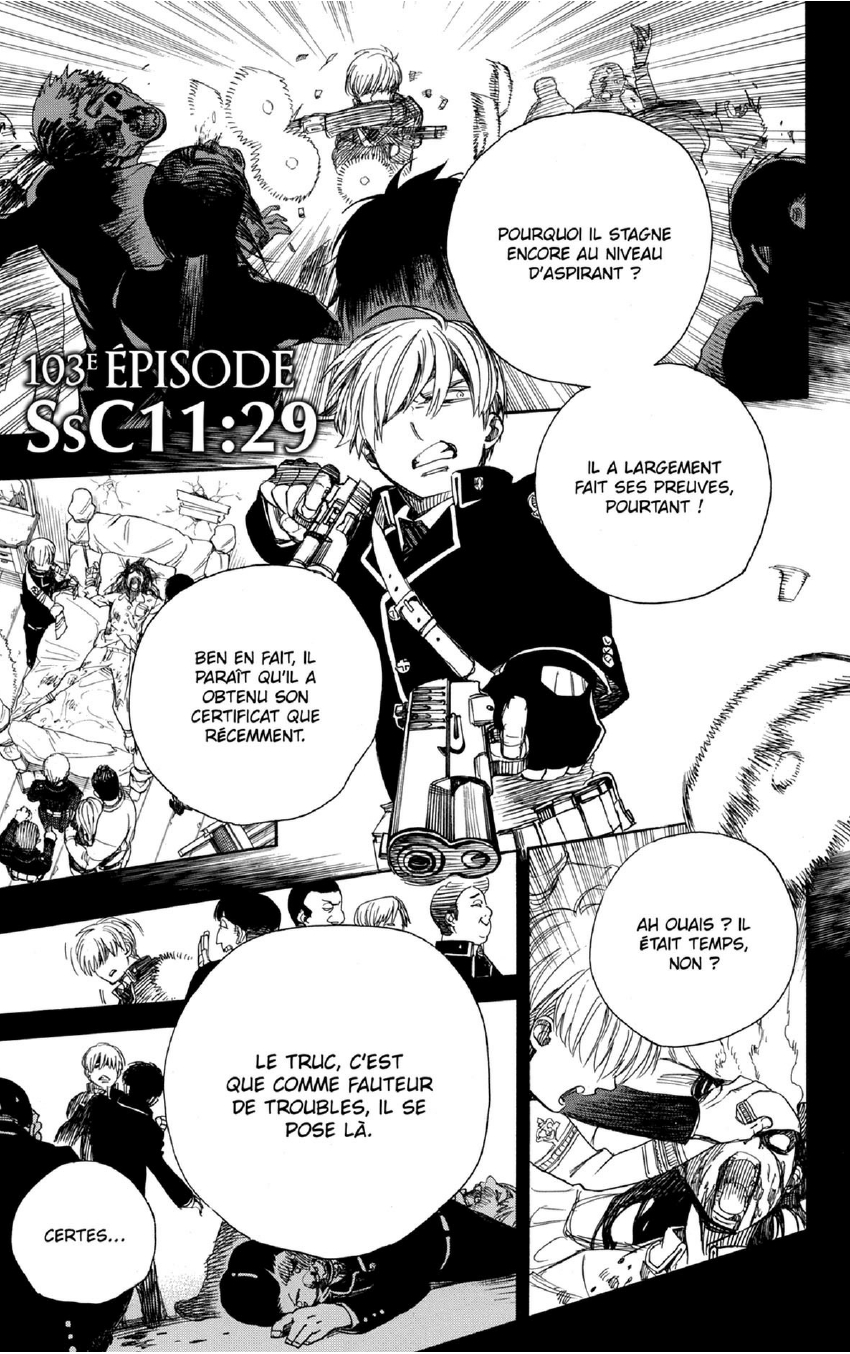 POURQUOI IL STAGNE
ENCORE AU NIVEAU
D'ASPIRANT ?
103E ÉPISODE
SSC11:29
IL A LARGEMENT
FAIT SES PREUVES,
POURTANT !
BEN EN FAIT, IL
PARAÎT QU'IL A
OBTENU SON
CERTIFICAT QUE
RÉCEMMENT.
AH OUAIS ? IL
ÉTAIT TEMPS,
NON ?
LE TRUC, C'EST
QUE COMME FAUTEUR
DE TROUBLES, IL SE
POSE LÀ.
CERTES...